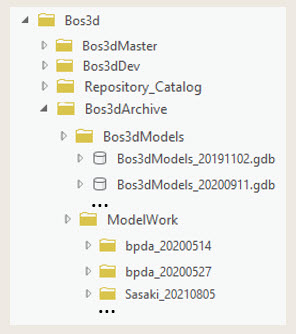 Bos3d
Bos3dMaster
Bos3dDev
Repository_Catalog
Bos3dArchive
Bos3dModels
Bos3dModels_20191102.gdb
Bos3dModels_20200911.gdb
...
ModelWork
bpda_20200514
bpda_20200527
Sasaki_20210805
...